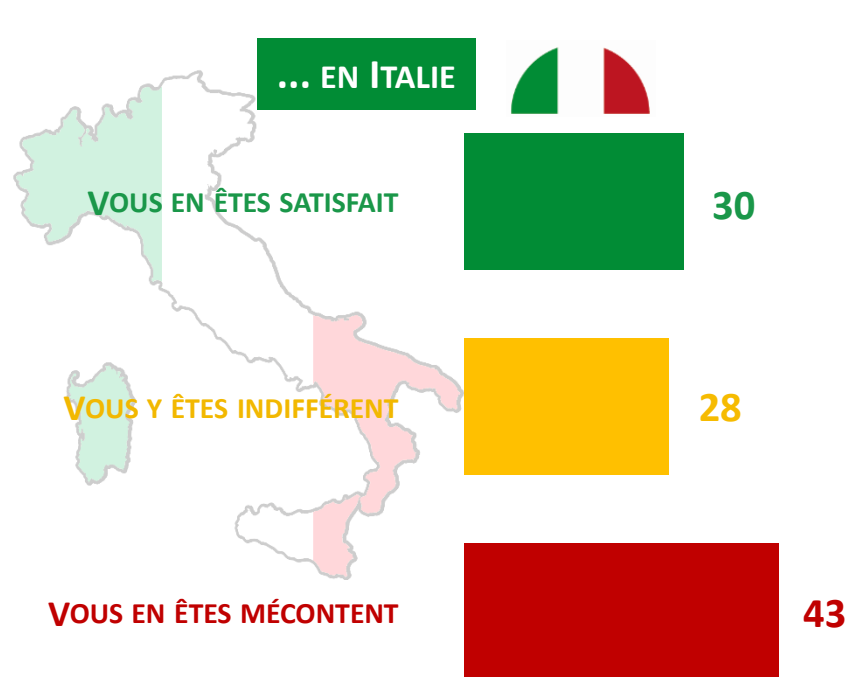 ... en Italie
Vous en êtes satisfait
30
Vous y êtes indifférent
28
Vous en êtes mécontent
43